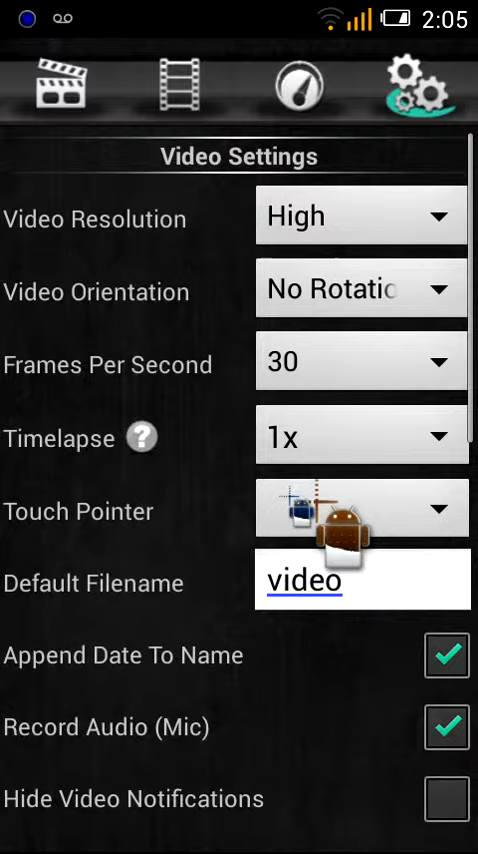 2:05
Video Settings
Video Resolution High
Video Orientation No Rotatio
Frames Per Second 30
Timelapse ? 1x
Touch Pointer
Default Filename video
Append Date To Name
Record Audio (Mic)
Hide Video Notifications